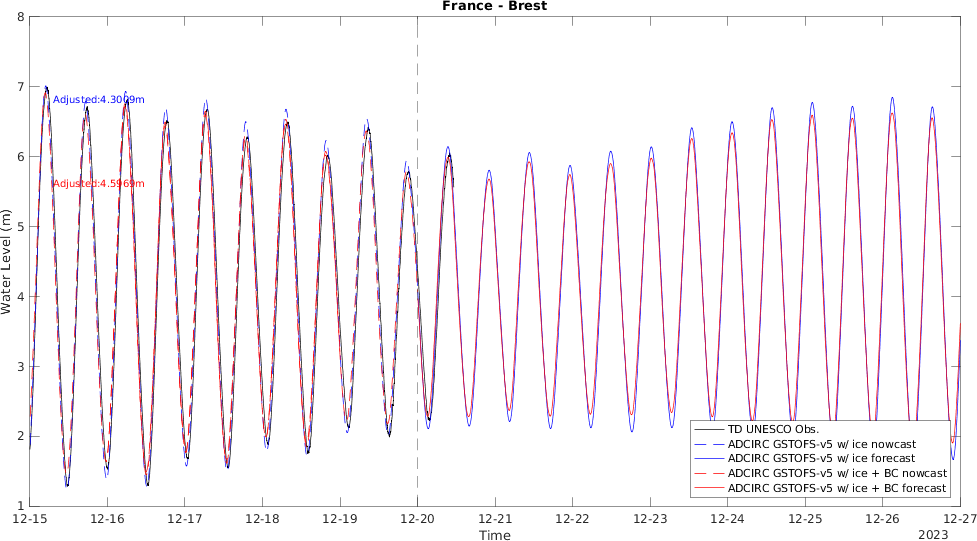 France - Brest
8
7
6
5
4
3
2
1
Water Level (m)
Adjusted:4.3009m
Adjusted:4.5969m
TD UNESCO Obs.
ADCIRC GSTOFS-v5 w/ ice nowcast
ADCIRC GSTOFS-v5 w/ ice forecast
ADCIRC GSTOFS-v5 w/ ice + BC nowcast
ADCIRC GSTOFS-v5 w/ ice + BC forecast
12-15 12-16 12-17 12-18 12-19 12-20 12-21 12-22 12-23 12-24 12-25 12-26 12-27
Time
2023